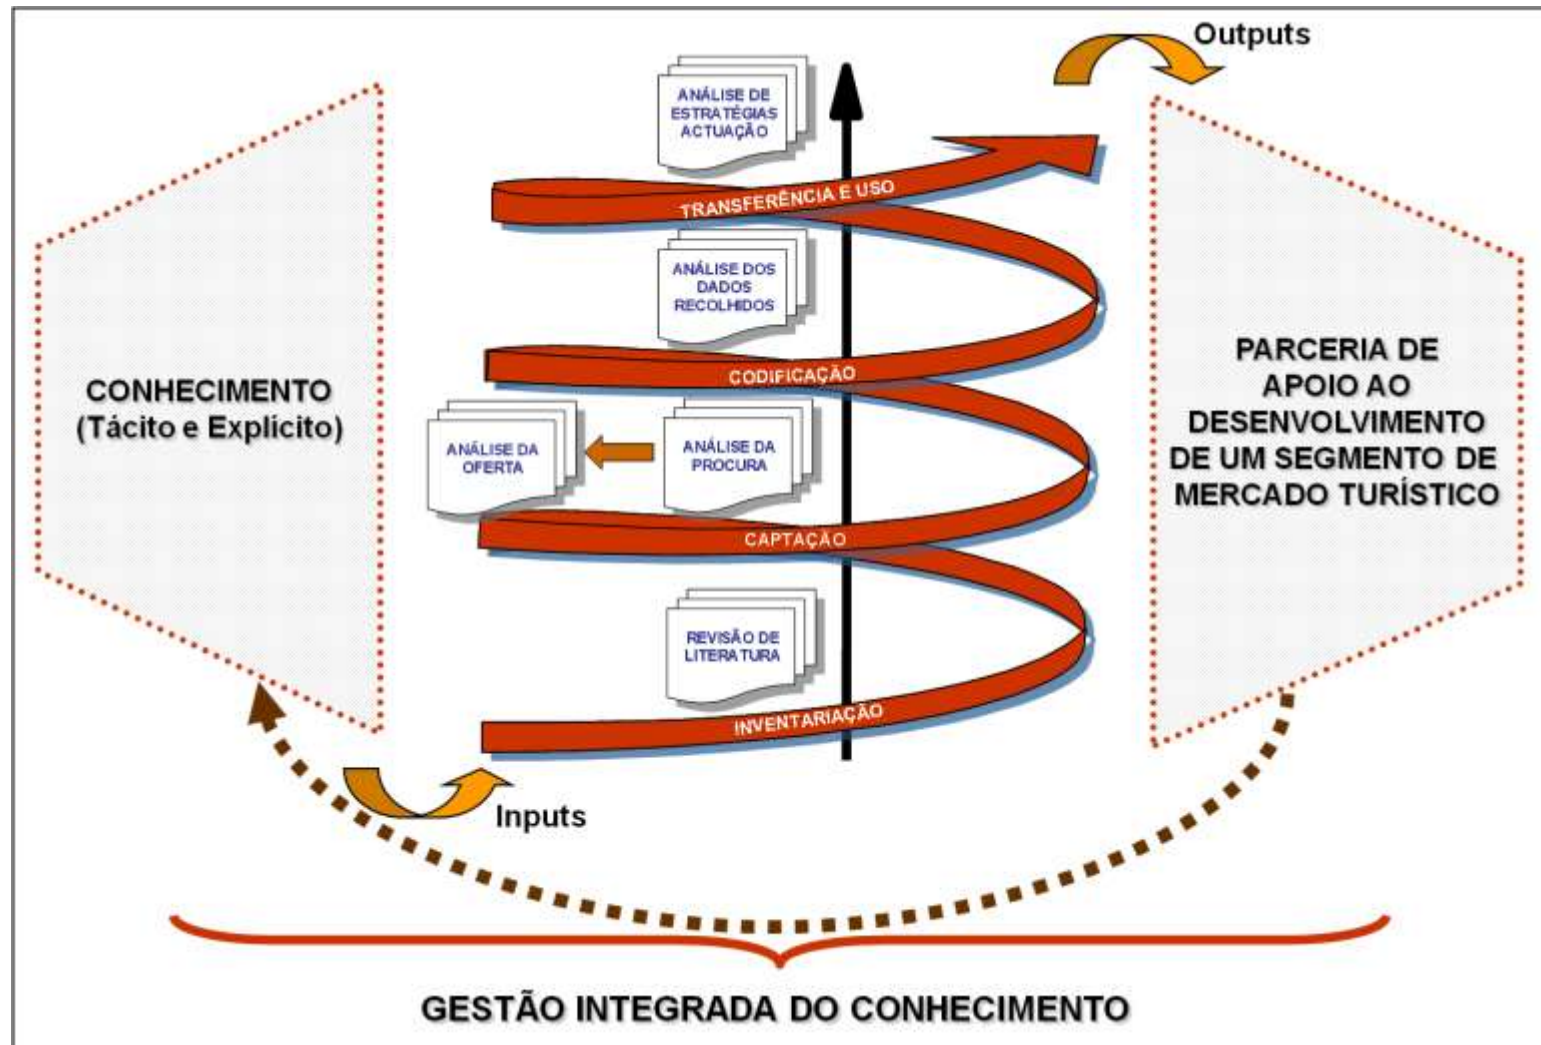 Outputs
ANÁLISE DE
ESTRATÉGIAS
ACTUAÇÃO
TRANSFERÊNCIA E USO
ANÁLISE DOS
DADOS
RECOLHIDOS
CODIFICAÇÃO
CONHECIMENTO
(Tácito e Explícito)
PARCERIA DE
APOIO AO
DESENVOLVIMENTO
DE UM SEGMENTO DE
MERCADO TURÍSTICO
ANÁLISE DA
OFERTA
ANÁLISE DA
PROCURA
CAPTAÇÃO
REVISÃO DE
LITERATURA
INVENTARIAÇÃO
Inputs
GESTÃO INTEGRADA DO CONHECIMENTO